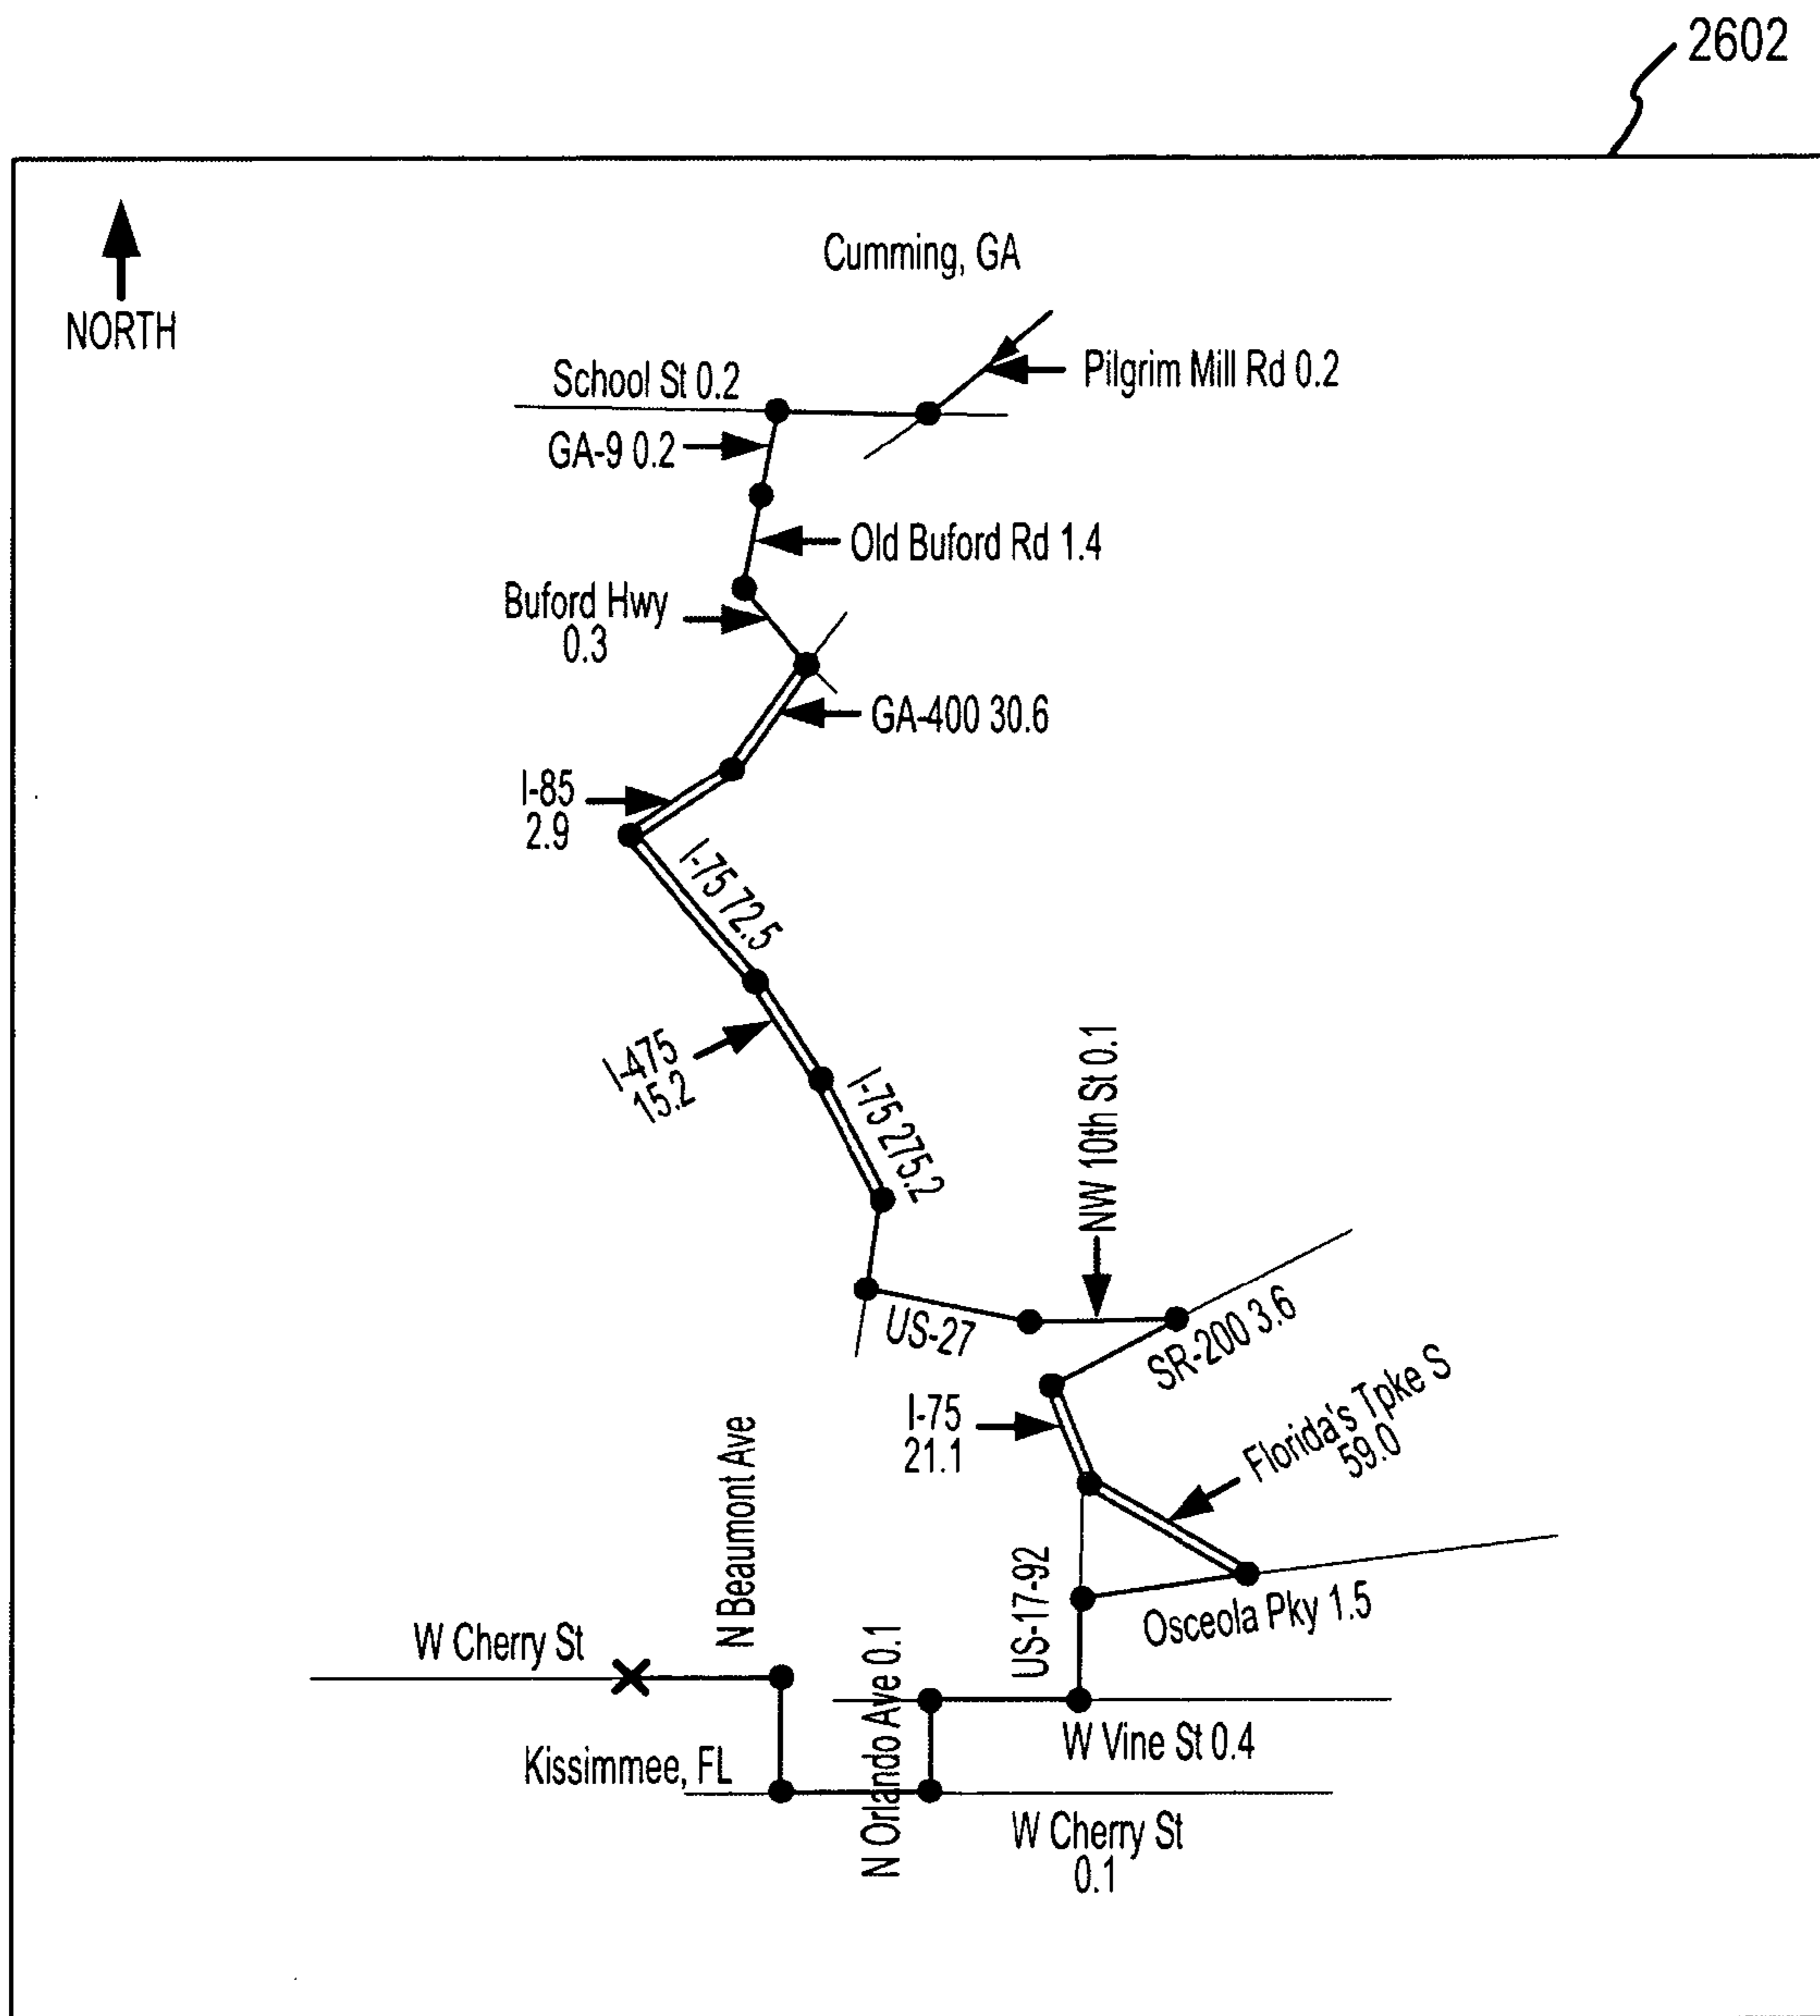 2602
NORTH
Cumming, GA
Pilgrim Mill Rd 0.2
School St 0.2
GA-9 0.2
Old Buford Rd 1.4
Buford Hwy
0.3
GA-400 30.6
I-85
2.9
I-75 72.5
I-475
15.2
I-75 275.2
NW 10th St 0.1
US-27
SR-200 3.6
I-75
21.1
Florida's Tpke S
59.0
N Beaumont Ave
US-17-92
Osceola Pky 1.5
W Cherry St
N Orlando Ave 0.1
W Vine St 0.4
Kissimmee, FL
W Cherry St
0.1